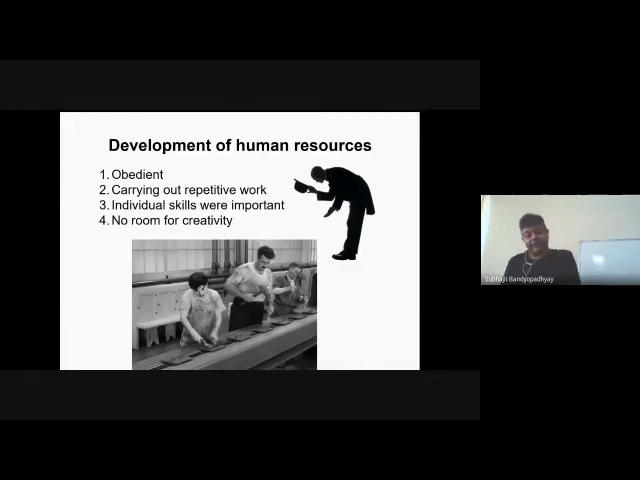 Development of human resources
1. Obedient
2. Carrying out repetitive work
3. Individual skills were important
4. No room for creativity
Subhajit Bandyopadhyay